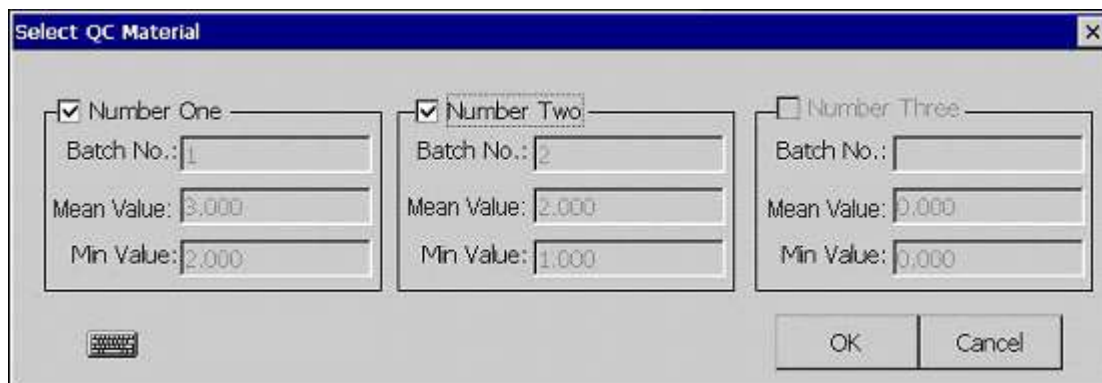 Select QC Material
Number One
Batch No.: 1
Mean Value: 3.000
Min Value: 2.000
Number Two
Batch No.: 2
Mean Value: 2.000
Min Value: 1.000
Number Three
Batch No.:
Mean Value: 0.000
Min Value: 0.000
OK
Cancel